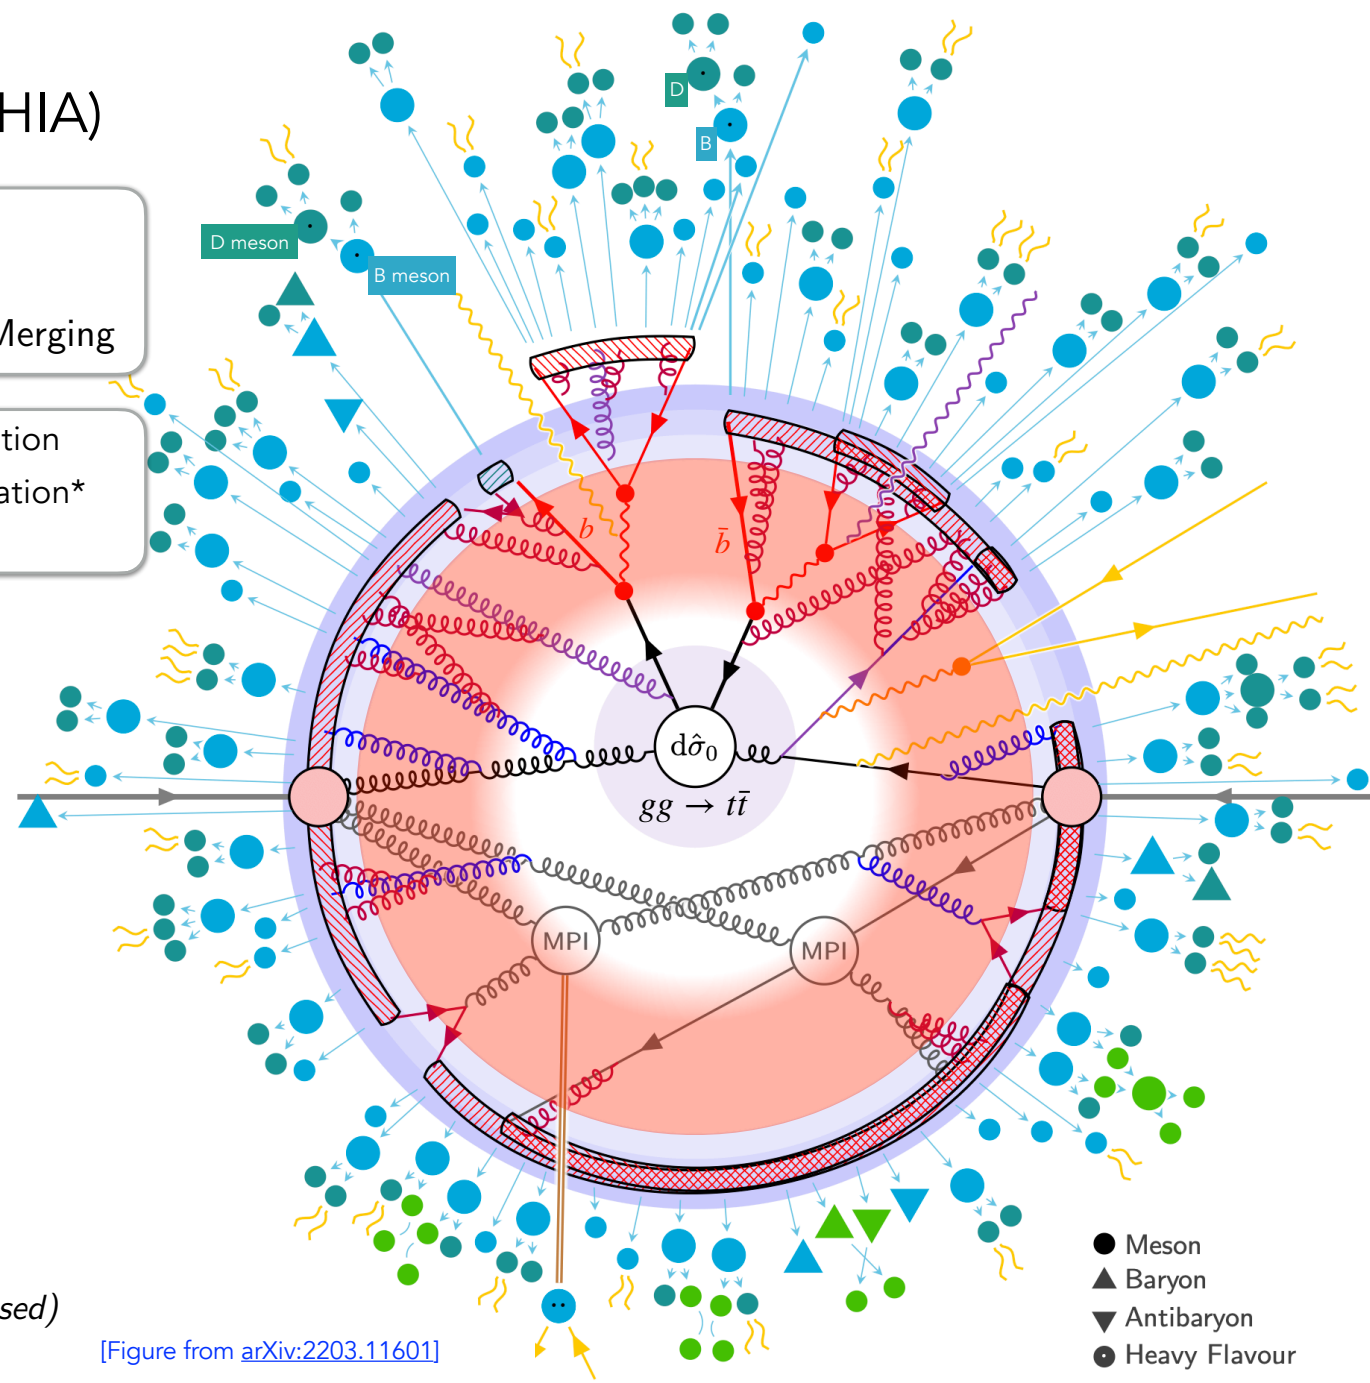 HIA)
Merging
tion
ation*
D
B
D meson
B meson
b
b̄
dσ̂₀
gg → tt̄
MPI
MPI
Meson
Baryon
Antibaryon
Heavy Flavour
sed)
[Figure from arXiv:2203.11601]